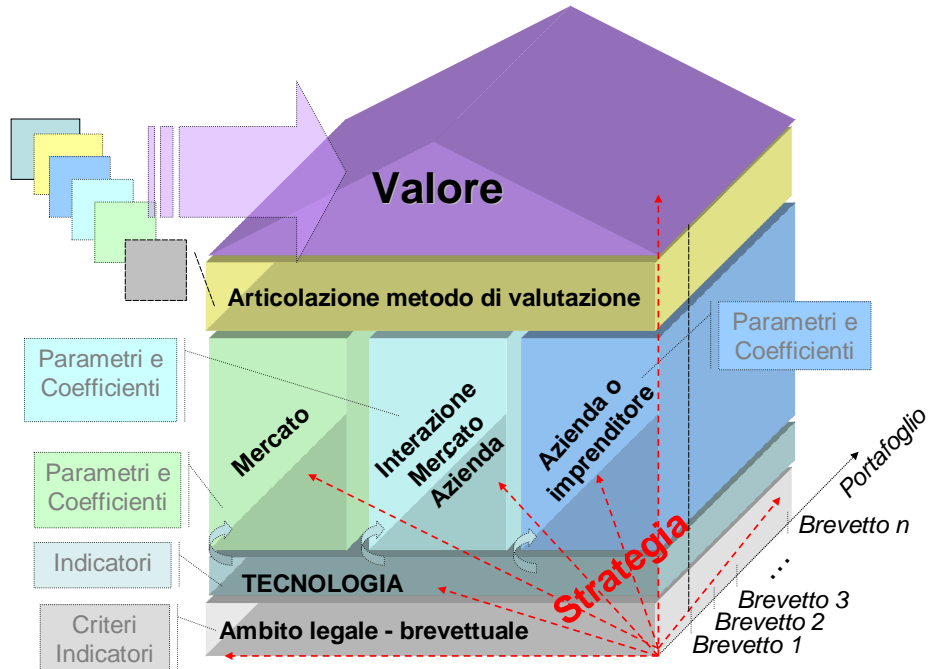 Valore
Articolazione metodo di valutazione
Parametri e
Coefficienti
Parametri e
Coefficienti
Mercato
Interazione
Mercato
Azienda
Azienda o
imprenditore
Parametri e
Coefficienti
Portafoglio
Brevetto n
...
Brevetto 3
Brevetto 2
Brevetto 1
Strategia
Indicatori
TECNOLOGIA
Criteri
Indicatori
Ambito legale - brevettuale